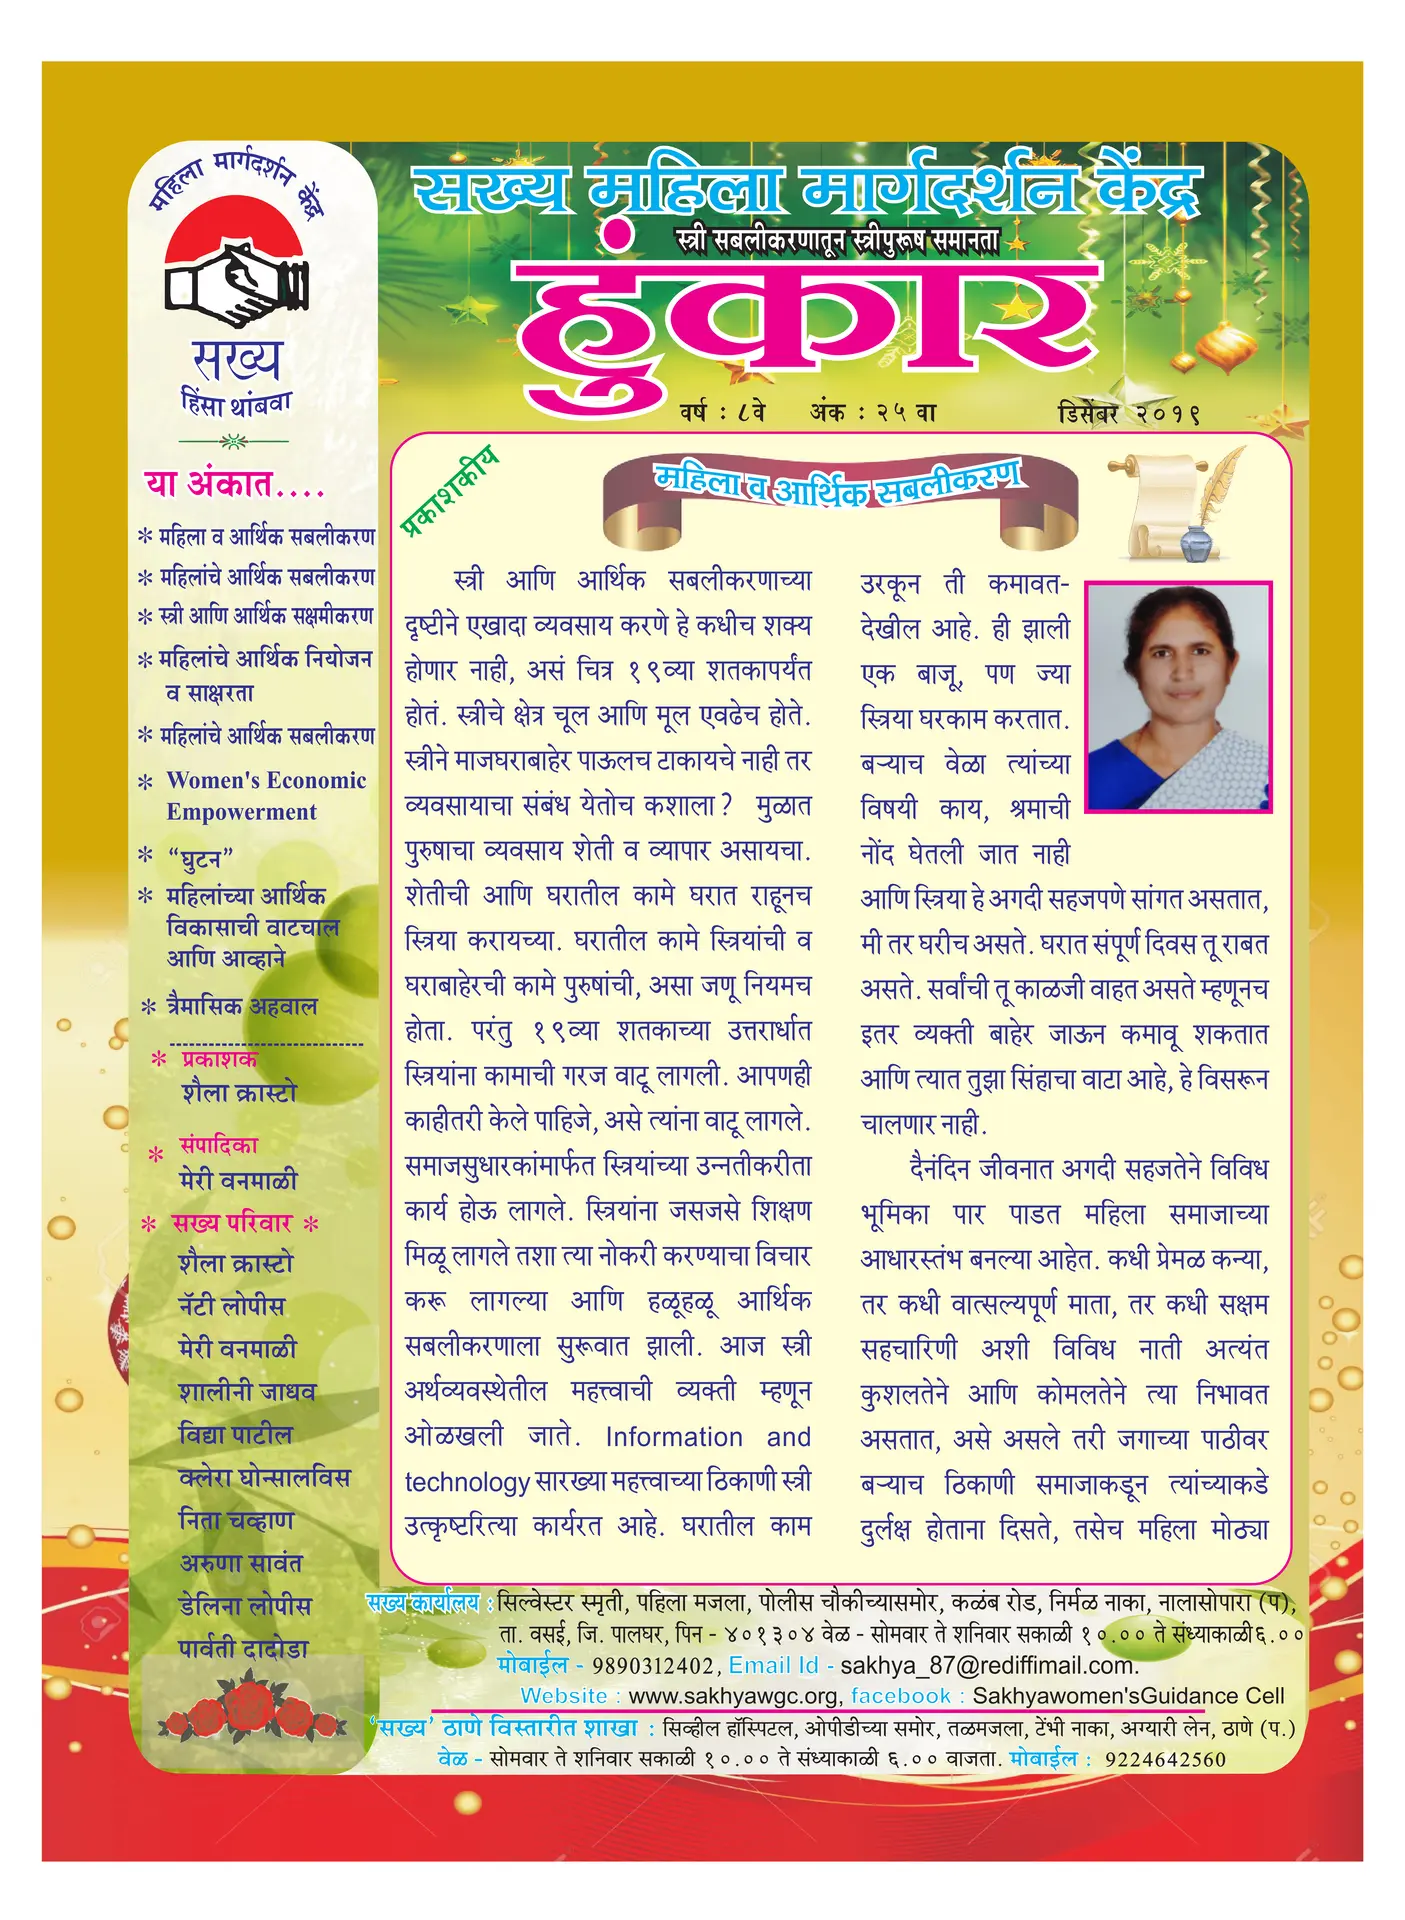 महिला मार्गदर्शन केंद्र
सख्य
हिंसा थांबवा
या अंकात....
* महिला व आर्थिक सबलीकरण
* महिलांचे आर्थिक सबलीकरण
* स्त्री आणि आर्थिक सक्षमीकरण
* महिलांचे आर्थिक नियोजन
व साक्षरता
* महिलांचे आर्थिक सबलीकरण
* Women's Economic
Empowerment
* “घुटन”
* महिलांच्या आर्थिक
विकासाची वाटचाल
आणि आव्हाने
* त्रैमासिक अहवाल
* प्रकाशक
शैला क्रास्टो
* संपादिका
मेरी वनमाळी
* सख्य परिवार *
शैला क्रास्टो
नॅटी लोपीस
मेरी वनमाळी
शालीनी जाधव
विद्या पाटील
क्लेरा घोन्सालविस
निता चव्हाण
अरुणा सावंत
डेलिना लोपीस
पार्वती दादोडा
सख्य महिला मार्गदर्शन केंद्र
स्त्री सबलीकरणातून स्त्रीपुरूष समानता
हुंकार
वर्ष : ८वे अंक : २५ वा डिसेंबर २०१९
प्रकाशकीय
महिला व आर्थिक सबलीकरण
स्त्री आणि आर्थिक सबलीकरणाच्या
दृष्टीने एखादा व्यवसाय करणे हे कधीच शक्य
होणार नाही, असं चित्र १९व्या शतकापर्यंत
होतं. स्त्रीचे क्षेत्र चूल आणि मूल एवढेच होते.
स्त्रीने माजघराबाहेर पाऊलच टाकायचे नाही तर
व्यवसायाचा संबंध येतोच कशाला? मुळात
पुरुषाचा व्यवसाय शेती व व्यापार असायचा.
शेतीची आणि घरातील कामे घरात राहूनच
स्त्रिया करायच्या. घरातील कामे स्त्रियांची व
घराबाहेरची कामे पुरुषांची, असा जणू नियमच
होता. परंतु १९व्या शतकाच्या उत्तरार्धात
स्त्रियांना कामाची गरज वाटू लागली. आपणही
काहीतरी केले पाहिजे, असे त्यांना वाटू लागले.
समाजसुधारकांमार्फत स्त्रियांच्या उन्नतीकरीता
कार्य होऊ लागले. स्त्रियांना जसजसे शिक्षण
मिळू लागले तशा त्या नोकरी करण्याचा विचार
करू लागल्या आणि हळूहळू आर्थिक
सबलीकरणाला सुरूवात झाली. आज स्त्री
अर्थव्यवस्थेतील महत्त्वाची व्यक्ती म्हणून
ओळखली जाते. Information and
technology सारख्या महत्त्वाच्या ठिकाणी स्त्री
उत्कृष्टरित्या कार्यरत आहे. घरातील काम
उरकून ती कमावत-
देखील आहे. ही झाली
एक बाजू, पण ज्या
स्त्रिया घरकाम करतात.
बऱ्याच वेळा त्यांच्या
विषयी काय, श्रमाची
नोंद घेतली जात नाही
आणि स्त्रिया हे अगदी सहजपणे सांगत असतात,
मी तर घरीच असते. घरात संपूर्ण दिवस तू राबत
असते. सर्वांची तू काळजी वाहत असते म्हणूनच
इतर व्यक्ती बाहेर जाऊन कमावू शकतात
आणि त्यात तुझा सिंहाचा वाटा आहे, हे विसरून
चालणार नाही.
दैनंदिन जीवनात अगदी सहजतेने विविध
भूमिका पार पाडत महिला समाजाच्या
आधारस्तंभ बनल्या आहेत. कधी प्रेमळ कन्या,
तर कधी वात्सल्यपूर्ण माता, तर कधी सक्षम
सहचारिणी अशी विविध नाती अत्यंत
कुशलतेने आणि कोमलतेने त्या निभावत
असतात, असे असले तरी जगाच्या पाठीवर
बऱ्याच ठिकाणी समाजाकडून त्यांच्याकडे
दुर्लक्ष होताना दिसते, तसेच महिला मोठ्या
सख्य कार्यालय : सिल्वेस्टर स्मृती, पहिला मजला, पोलीस चौकीच्यासमोर, कळंब रोड, निर्मळ नाका, नालासोपारा (प),
ता. वसई, जि. पालघर, पिन - ४०१३०४ वेळ - सोमवार ते शनिवार सकाळी १०.०० ते संध्याकाळी६.००
मोबाईल - 9890312402, Email Id - sakhya_87@rediffimail.com.
Website : www.sakhyawgc.org, facebook : Sakhyawomen'sGuidance Cell
‘सख्य’ ठाणे विस्तारीत शाखा : सिव्हील हॉस्पिटल, ओपीडीच्या समोर, तळमजला, टेंभी नाका, अग्यारी लेन, ठाणे (प.)
वेळ - सोमवार ते शनिवार सकाळी १०.०० ते संध्याकाळी ६.०० वाजता. मोबाईल : 9224642560